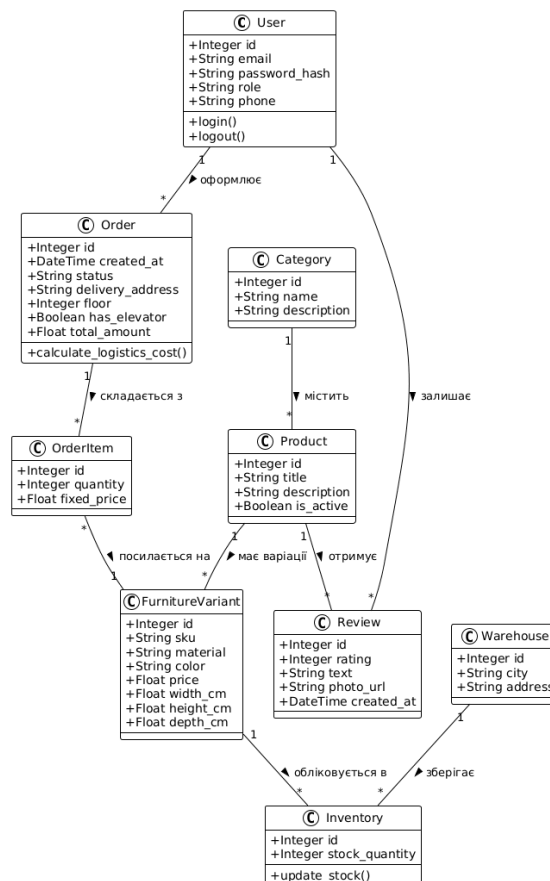 C User
+Integer id
+String email
+String password_hash
+String role
+String phone
+login()
+logout()
1
1
оформлює
*
C Order
+Integer id
+DateTime created_at
+String status
+String delivery_address
+Integer floor
+Boolean has_elevator
+Float total_amount
+calculate_logistics_cost()
C Category
+Integer id
+String name
+String description
1
1
складається з
містить
залишає
*
*
C OrderItem
+Integer id
+Integer quantity
+Float fixed_price
C Product
+Integer id
+String title
+String description
+Boolean is_active
*
1
1
посилається на
має варіації
отримує
1
*
*
*
C FurnitureVariant
+Integer id
+String sku
+String material
+String color
+Float price
+Float width_cm
+Float height_cm
+Float depth_cm
C Review
+Integer id
+Integer rating
+String text
+String photo_url
+DateTime created_at
C Warehouse
+Integer id
+String city
+String address
1
1
обліковується в
зберігає
*
*
C Inventory
+Integer id
+Integer stock_quantity
+update_stock()